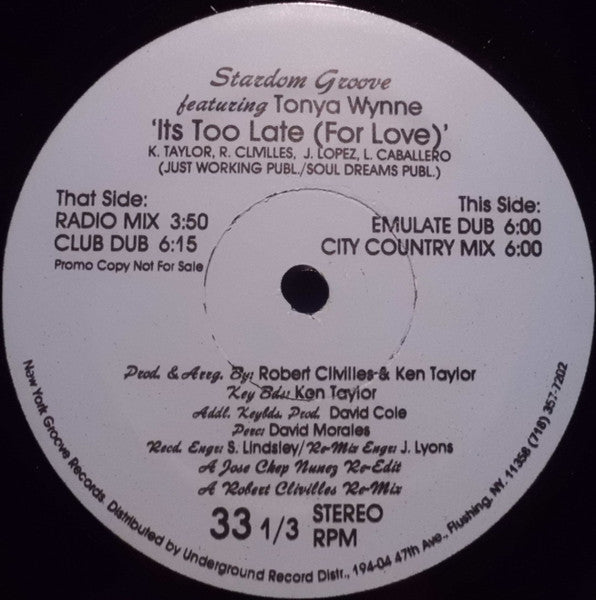 Stardom Groove
featuring Tonya Wynne
'Its Too Late (For Love)'
K. TAYLOR, R. CLIVILLES, J. LOPEZ, L. CABALLERO
(JUST WORKING PUBL./SOUL DREAMS PUBL.)
That Side:
RADIO MIX 3:50
CLUB DUB 6:15
Promo Copy Not For Sale
This Side:
EMULATE DUB 6:00
CITY COUNTRY MIX 6:00
Prod. & Arrg. By: Robert Clivilles & Ken Taylor
Key Bds: Ken Taylor
Addl. Keybds. Prod. David Cole
Perc: David Morales
Recd. Engr: S. Lindsley/Re-Mix Engr: J. Lyons
A Jose Chep Nunez Re-Edit
A Robert Clivilles Re-Mix
33 1/3 STEREO
RPM
New York Groove Records. Distributed by Underground Record Distr., 194-04 47th Ave., Flushing, NY. 11358 (718) 357-7202